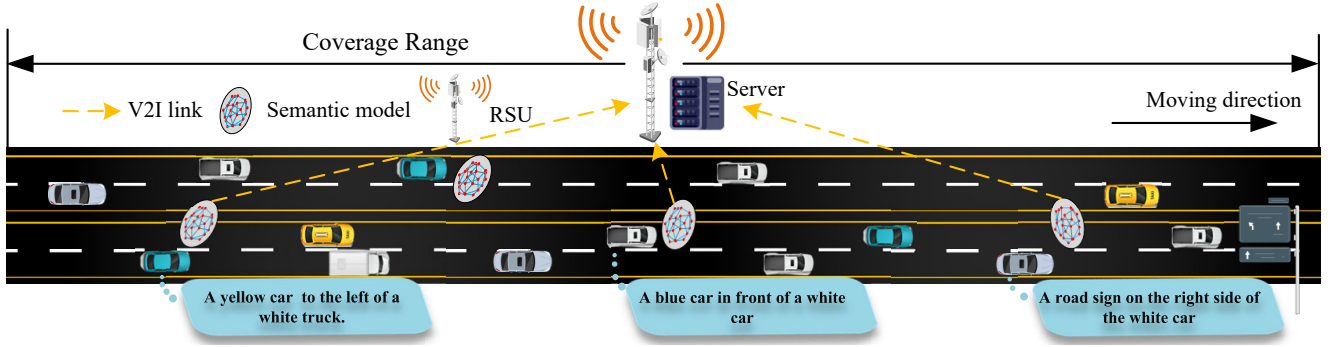 Coverage Range
V2I link
Semantic model
RSU
Server
Moving direction
A yellow car to the left of a
white truck.
A blue car in front of a white
car
A road sign on the right side of
the white car